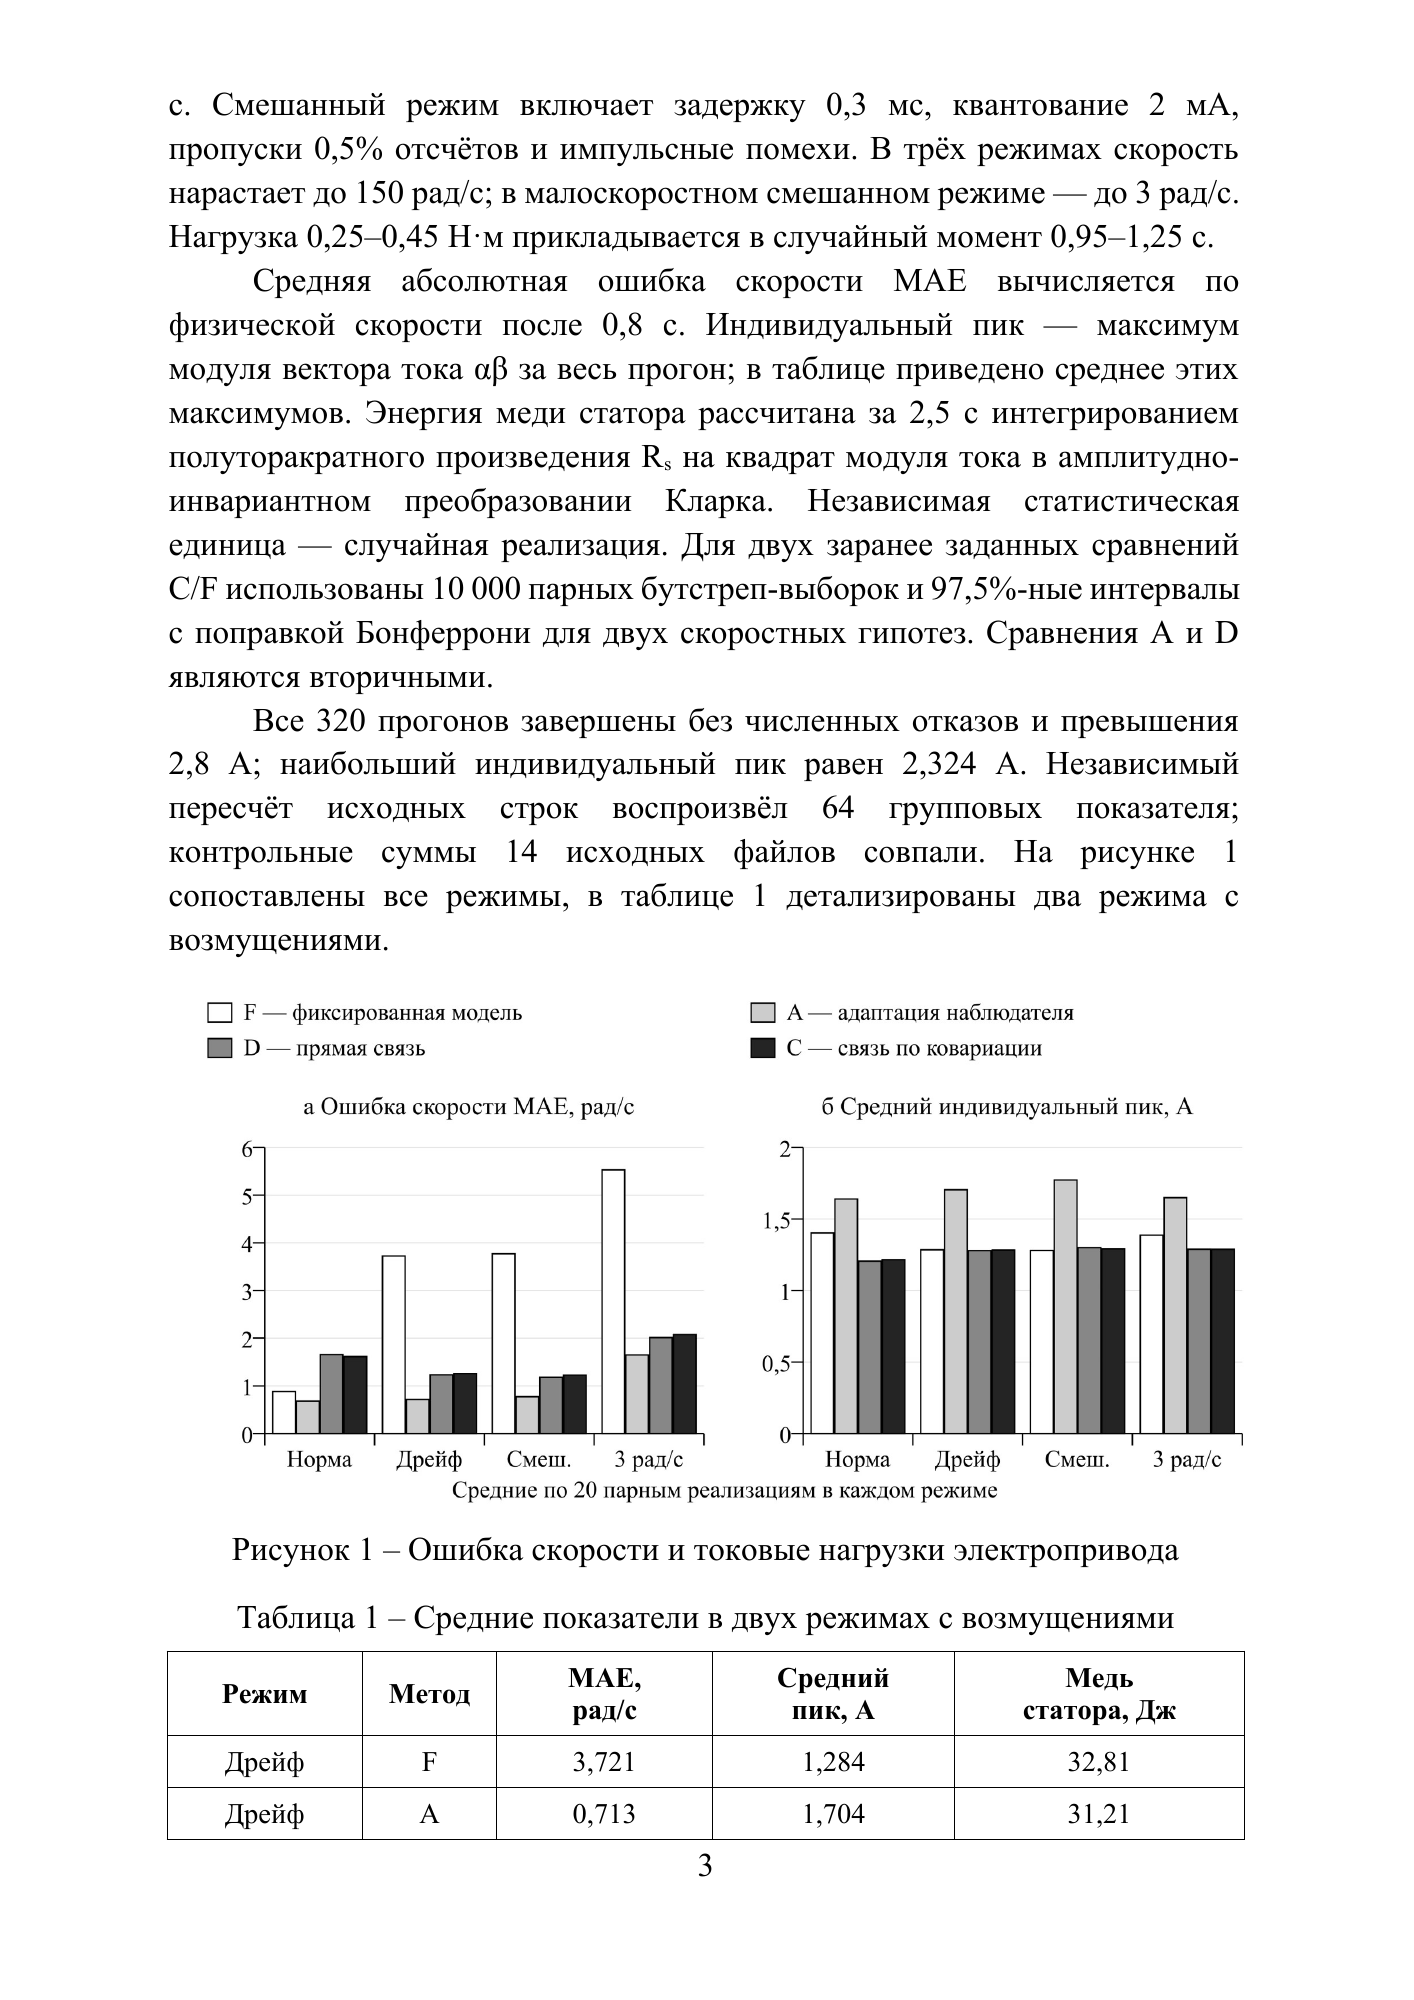 с. Смешанный режим включает задержку 0,3 мс, квантование 2 мА,
пропуски 0,5% отсчётов и импульсные помехи. В трёх режимах скорость
нарастает до 150 рад/с; в малоскоростном смешанном режиме — до 3 рад/с.
Нагрузка 0,25–0,45 Н·м прикладывается в случайный момент 0,95–1,25 с.
Средняя абсолютная ошибка скорости MAE вычисляется по
физической скорости после 0,8 с. Индивидуальный пик — максимум
модуля вектора тока αβ за весь прогон; в таблице приведено среднее этих
максимумов. Энергия меди статора рассчитана за 2,5 с интегрированием
полуторакратного произведения Rs на квадрат модуля тока в амплитудно-
инвариантном преобразовании Кларка. Независимая статистическая
единица — случайная реализация. Для двух заранее заданных сравнений
C/F использованы 10 000 парных бутстреп-выборок и 97,5%-ные интервалы
с поправкой Бонферрони для двух скоростных гипотез. Сравнения A и D
являются вторичными.
Все 320 прогонов завершены без численных отказов и превышения
2,8 А; наибольший индивидуальный пик равен 2,324 А. Независимый
пересчёт исходных строк воспроизвёл 64 групповых показателя;
контрольные суммы 14 исходных файлов совпали. На рисунке 1
сопоставлены все режимы, в таблице 1 детализированы два режима с
возмущениями.
F — фиксированная модель
A — адаптация наблюдателя
D — прямая связь
C — связь по ковариации
а Ошибка скорости MAE, рад/с
б Средний индивидуальный пик, А
6
5
4
3
2
1
0
Норма Дрейф Смеш. 3 рад/с
2
1,5
1
0,5
0
Норма Дрейф Смеш. 3 рад/с
Средние по 20 парным реализациям в каждом режиме
Рисунок 1 – Ошибка скорости и токовые нагрузки электропривода
Таблица 1 – Средние показатели в двух режимах с возмущениями
Режим Метод MAE, рад/с Средний пик, А Медь статора, Дж
Дрейф F 3,721 1,284 32,81
Дрейф A 0,713 1,704 31,21
3